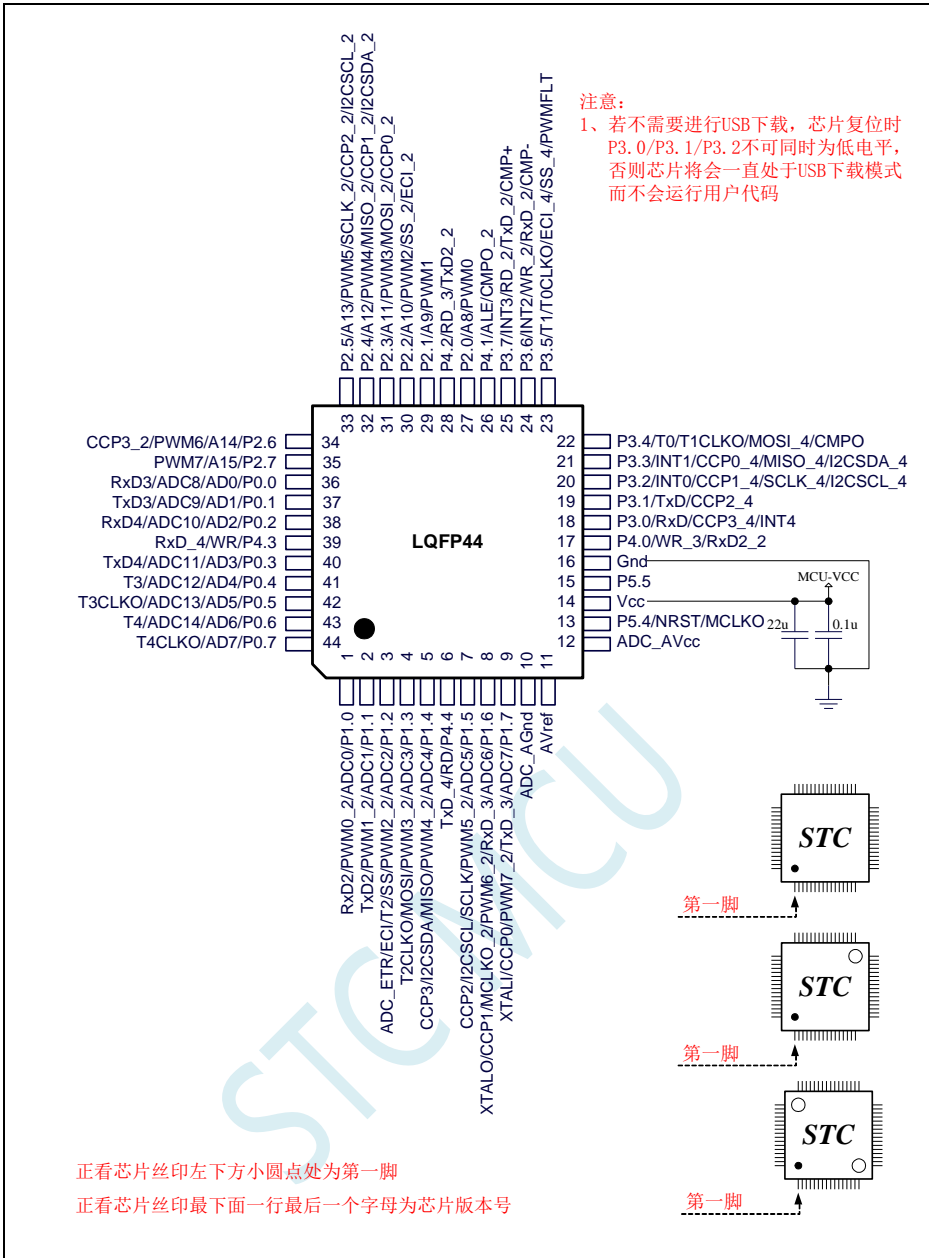 注意：
1、若不需要进行USB下载，芯片复位时
P3.0/P3.1/P3.2不可同时为低电平，
否则芯片将会一直处于USB下载模式
而不会运行用户代码
P2.5/A13/PWM5/SCLK_2/CCP2_2/I2CSCL_2
P2.4/A12/PWM4/MISO_2/CCP1_2/I2CSDA_2
P2.3/A11/PWM3/MOSI_2/CCP0_2
P2.2/A10/PWM2/SS_2/ECI_2
P2.1/A9/PWM1
P4.2/RD_3/TxD2_2
P2.0/A8/PWM0
P4.1/ALE/CMPO_2
P3.7/INT3/RD_2/TxD_2/CMP+
P3.6/INT2/WR_2/RxD_2/CMP-
P3.5/T1/T0CLKO/ECI_4/SS_4/PWMFLT
33 32 31 30 29 28 27 26 25 24 23
CCP3_2/PWM6/A14/P2.6 34
PWM7/A15/P2.7 35
RxD3/ADC8/AD0/P0.0 36
TxD3/ADC9/AD1/P0.1 37
RxD4/ADC10/AD2/P0.2 38
RxD_4/WR/P4.3 39
TxD4/ADC11/AD3/P0.3 40
T3/ADC12/AD4/P0.4 41
T3CLKO/ADC13/AD5/P0.5 42
T4/ADC14/AD6/P0.6 43
T4CLKO/AD7/P0.7 44
LQFP44
22 P3.4/T0/T1CLKO/MOSI_4/CMPO
21 P3.3/INT1/CCP0_4/MISO_4/I2CSDA_4
20 P3.2/INT0/CCP1_4/SCLK_4/I2CSCL_4
19 P3.1/TxD/CCP2_4
18 P3.0/RxD/CCP3_4/INT4
17 P4.0/WR_3/RxD2_2
16 Gnd
15 P5.5
MCU-VCC
14 Vcc
13 P5.4/NRST/MCLKO
22u 0.1u
12 ADC_AVcc
1 2 3 4 5 6 7 8 9 10 11
RxD2/PWM0_2/ADC0/P1.0
TxD2/PWM1_2/ADC1/P1.1
ADC_ETR/ECI/T2/SS/PWM2_2/ADC2/P1.2
T2CLKO/MOSI/PWM3_2/ADC3/P1.3
CCP3/I2CSDA/MISO/PWM4_2/ADC4/P1.4
TxD_4/RD/P4.4
CCP2/I2CSCL/SCLK/PWM5_2/ADC5/P1.5
XTALO/CCP1/MCLKO_2/PWM6_2/RxD_3/ADC6/P1.6
XTALI/CCP0/PWM7_2/TxD_3/ADC7/P1.7
ADC_AGnd
AVref
STCMCU
STC
第一脚
STC
第一脚
STC
第一脚
正看芯片丝印左下方小圆点处为第一脚
正看芯片丝印最下面一行最后一个字母为芯片版本号